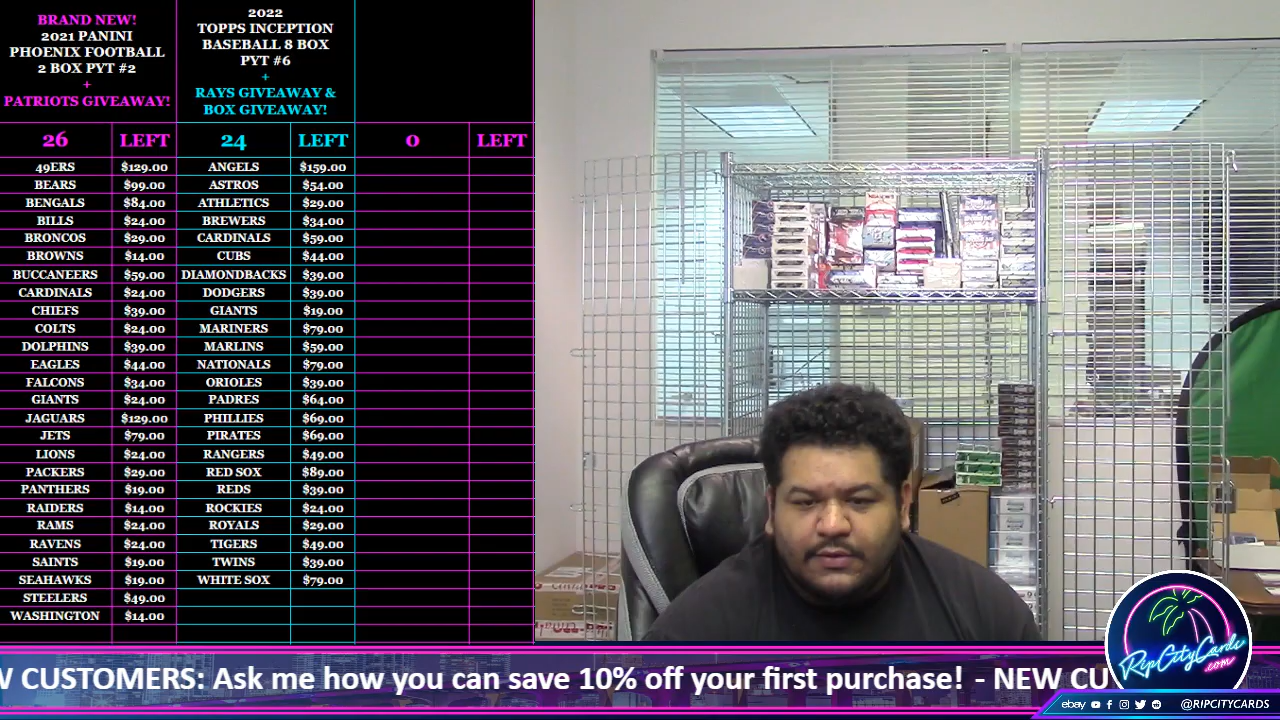 BRAND NEW!
2021 PANINI
PHOENIX FOOTBALL
2 BOX PYT #2
+
PATRIOTS GIVEAWAY!
26 LEFT
49ERS $129.00
BEARS $99.00
BENGALS $84.00
BILLS $24.00
BRONCOS $29.00
BROWNS $14.00
BUCCANEERS $59.00
CARDINALS $24.00
CHIEFS $39.00
COLTS $24.00
DOLPHINS $39.00
EAGLES $44.00
FALCONS $34.00
GIANTS $24.00
JAGUARS $129.00
JETS $79.00
LIONS $24.00
PACKERS $29.00
PANTHERS $19.00
RAIDERS $14.00
RAMS $24.00
RAVENS $24.00
SAINTS $19.00
SEAHAWKS $19.00
STEELERS $49.00
WASHINGTON $14.00
2022
TOPPS INCEPTION
BASEBALL 8 BOX
PYT #6
+
RAYS GIVEAWAY &
BOX GIVEAWAY!
24 LEFT
ANGELS $159.00
ASTROS $54.00
ATHLETICS $29.00
BREWERS $34.00
CARDINALS $59.00
CUBS $44.00
DIAMONDBACKS $39.00
DODGERS $39.00
GIANTS $19.00
MARINERS $79.00
MARLINS $59.00
NATIONALS $79.00
ORIOLES $39.00
PADRES $64.00
PHILLIES $69.00
PIRATES $69.00
RANGERS $49.00
RED SOX $89.00
REDS $39.00
ROCKIES $24.00
ROYALS $29.00
TIGERS $49.00
TWINS $39.00
WHITE SOX $79.00
0 LEFT
W CUSTOMERS: Ask me how you can save 10% off your first purchase! - NEW CU
RipCityCards
.com
ebay @RIPCITYCARDS